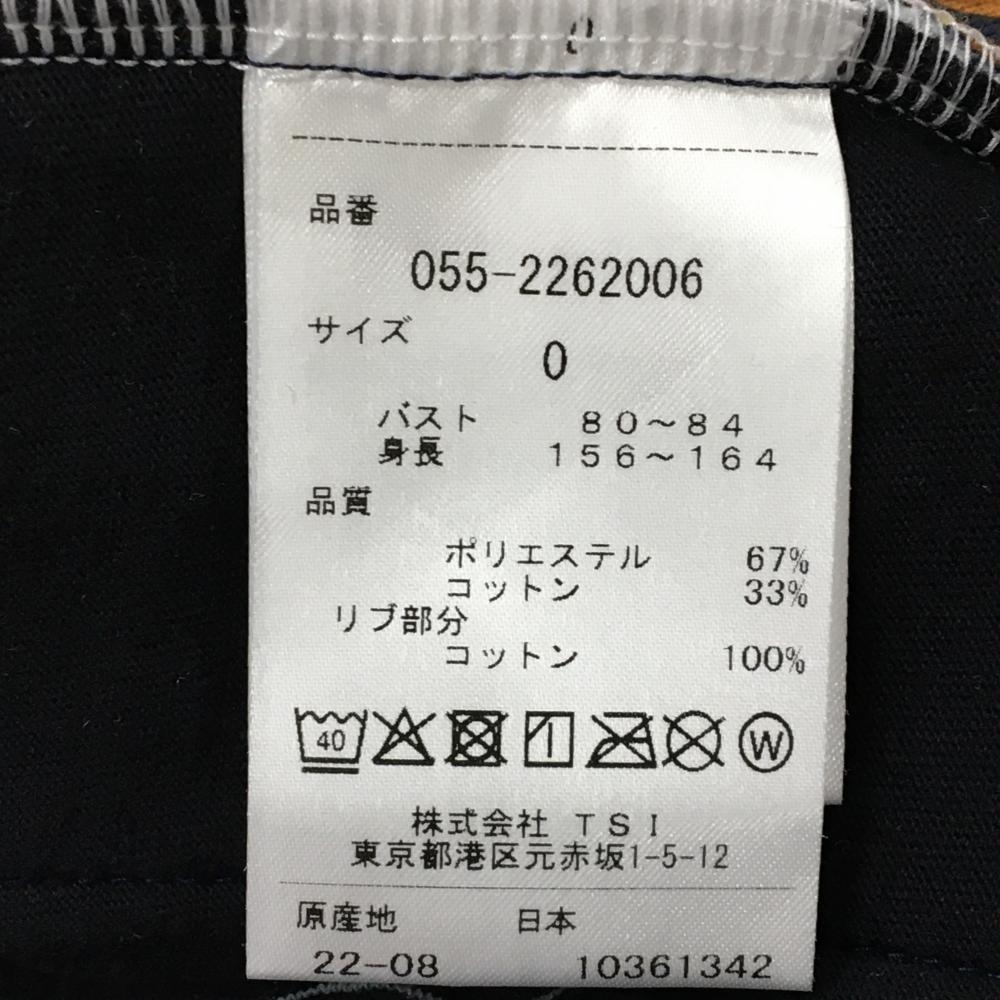 0
品番
055-2262006
サイズ
0
バスト 80～84
身長 156～164
品質
ポリエステル 67%
コットン 33%
リブ部分
コットン 100%
40 W
株式会社 TSI
東京都港区元赤坂1-5-12
原産地 日本
22-08 10361342